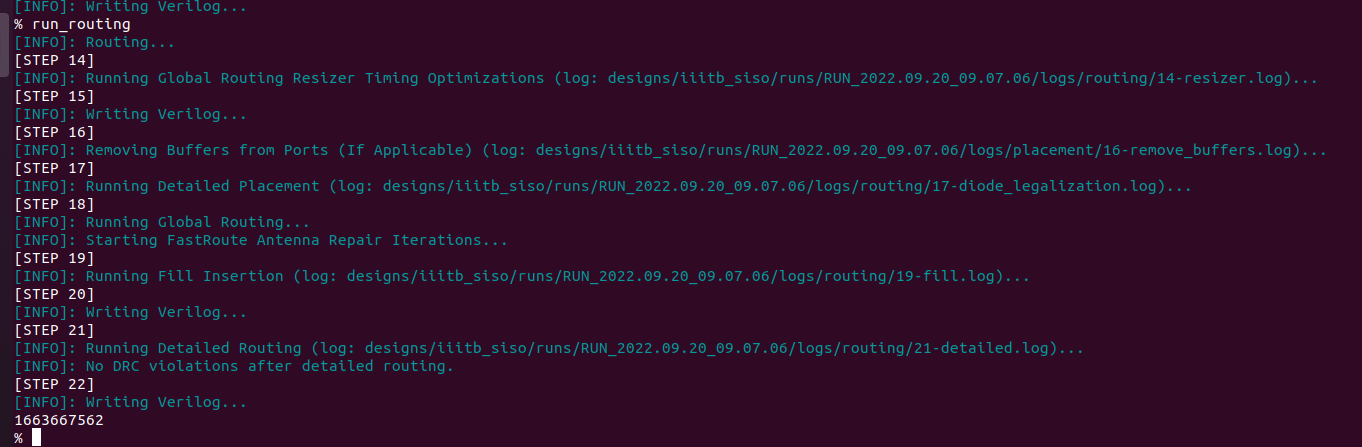 [INFO]: Writing Verilog...
% run_routing
[INFO]: Routing...
[STEP 14]
[INFO]: Running Global Routing Resizer Timing Optimizations (log: designs/iiitb_siso/runs/RUN_2022.09.20_09.07.06/logs/routing/14-resizer.log)...
[STEP 15]
[INFO]: Writing Verilog...
[STEP 16]
[INFO]: Removing Buffers from Ports (If Applicable) (log: designs/iiitb_siso/runs/RUN_2022.09.20_09.07.06/logs/placement/16-remove_buffers.log)...
[STEP 17]
[INFO]: Running Detailed Placement (log: designs/iiitb_siso/runs/RUN_2022.09.20_09.07.06/logs/routing/17-diode_legalization.log)...
[STEP 18]
[INFO]: Running Global Routing...
[INFO]: Starting FastRoute Antenna Repair Iterations...
[STEP 19]
[INFO]: Running Fill Insertion (log: designs/iiitb_siso/runs/RUN_2022.09.20_09.07.06/logs/routing/19-fill.log)...
[STEP 20]
[INFO]: Writing Verilog...
[STEP 21]
[INFO]: Running Detailed Routing (log: designs/iiitb_siso/runs/RUN_2022.09.20_09.07.06/logs/routing/21-detailed.log)...
[INFO]: No DRC violations after detailed routing.
[STEP 22]
[INFO]: Writing Verilog...
1663667562
%